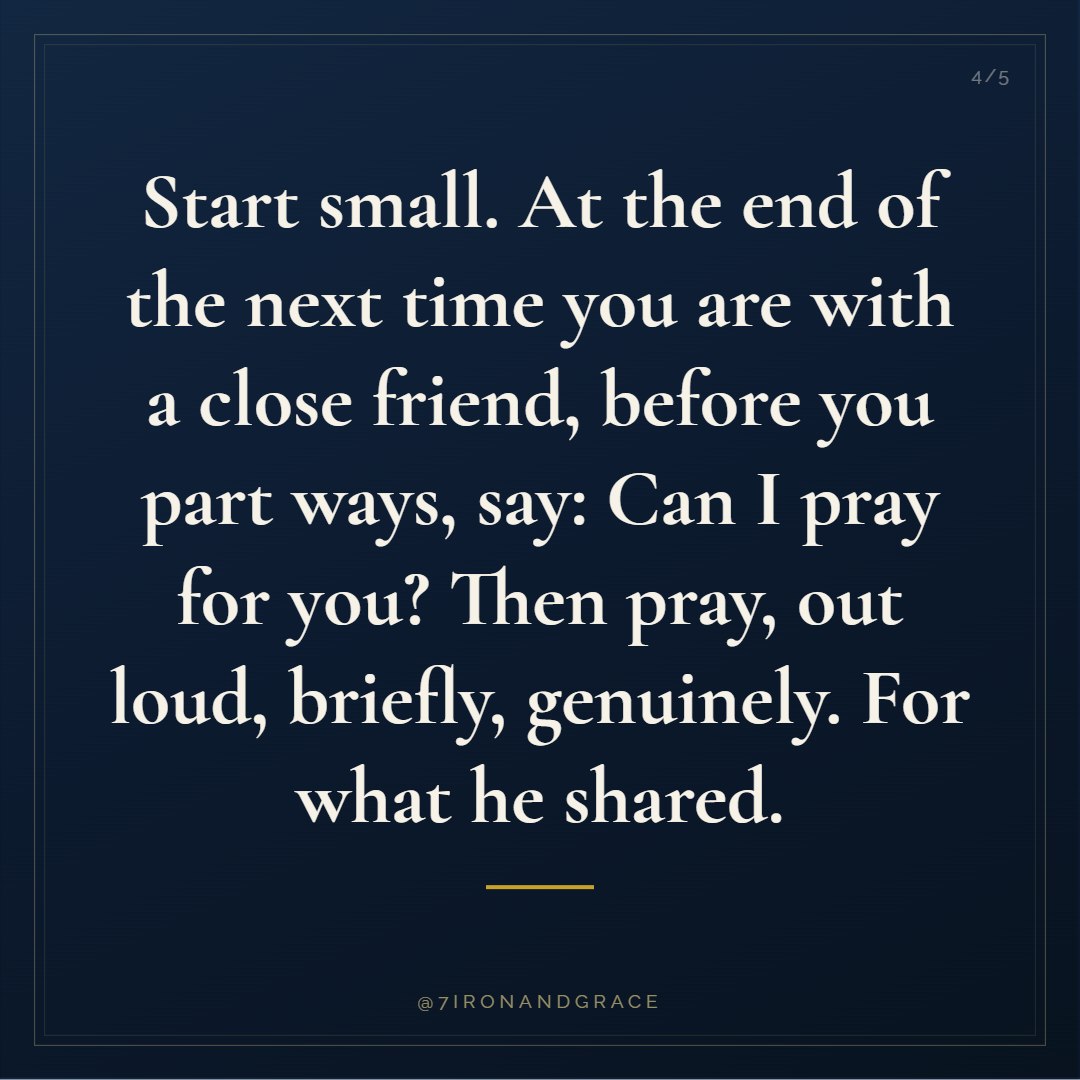 4/5
Start small. At the end of
the next time you are with
a close friend, before you
part ways, say: Can I pray
for you? Then pray, out
loud, briefly, genuinely. For
what he shared.
@7IRONANDGRACE